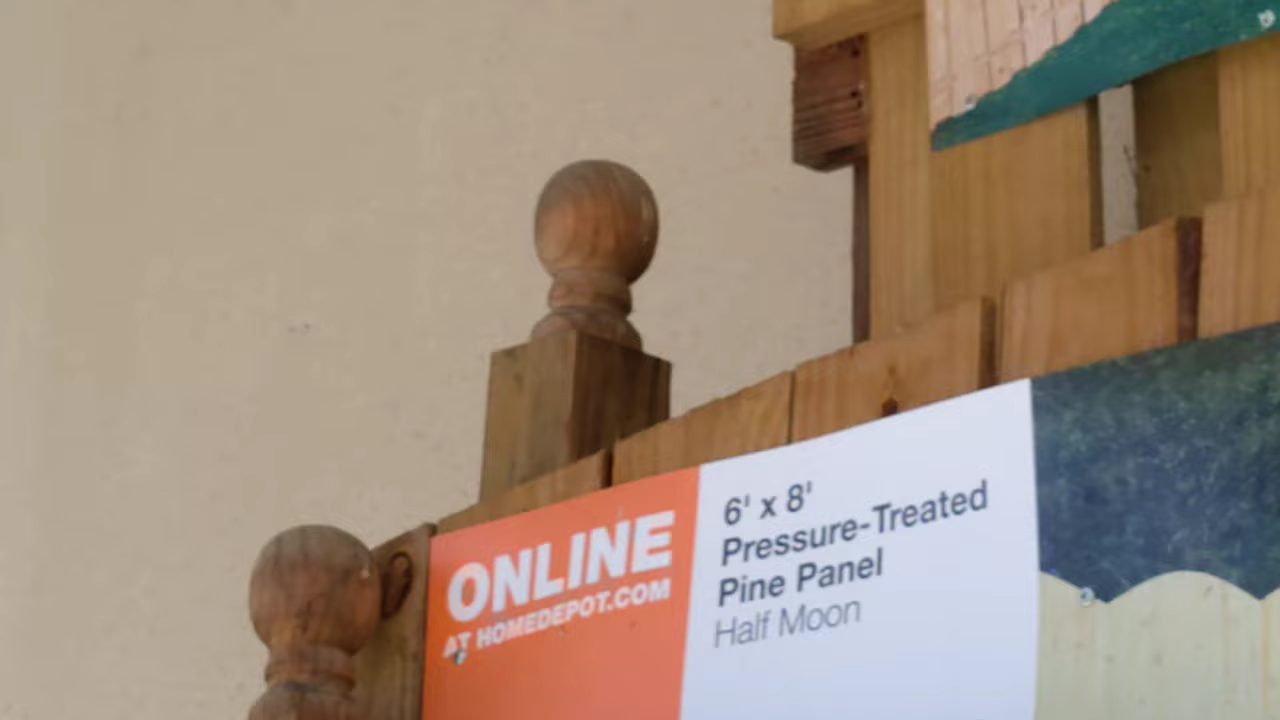 ONLINE
AT HOMEDEPOT.COM
6' x 8'
Pressure-Treated
Pine Panel
Half Moon